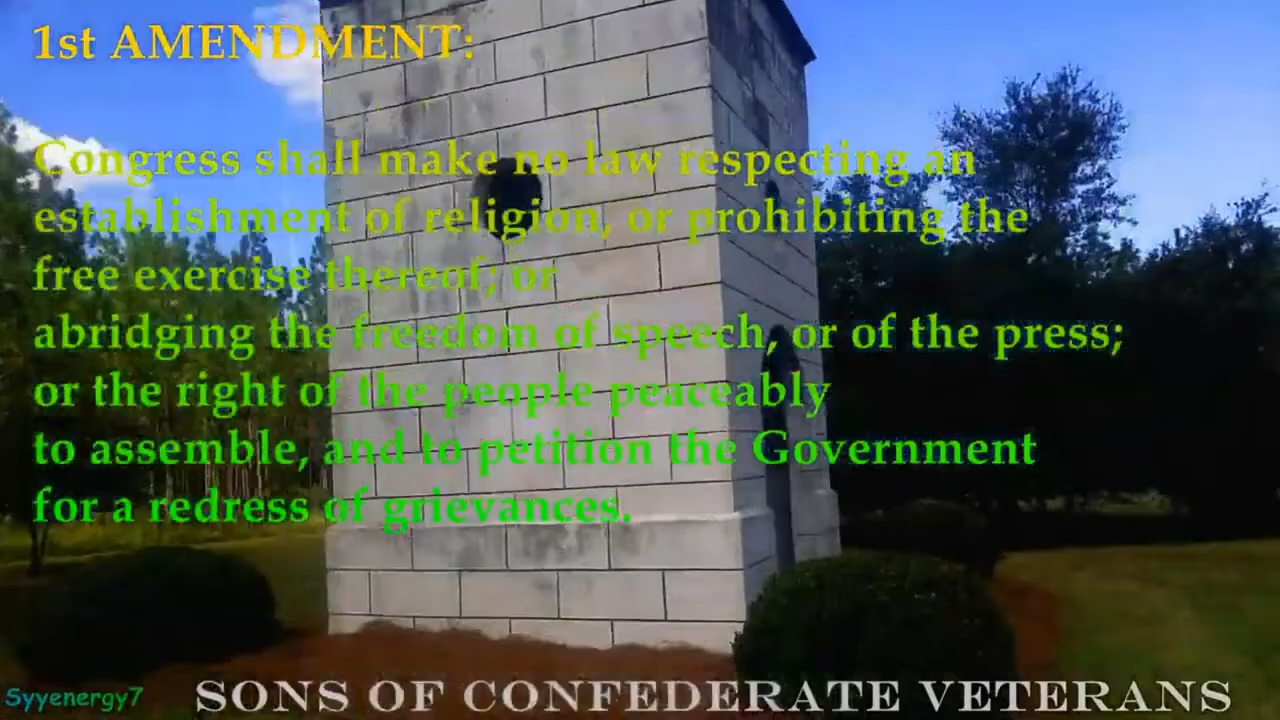 1st AMENDMENT:
Congress shall make no law respecting an
establishment of religion, or prohibiting the
free exercise thereof; or
abridging the freedom of speech, or of the press;
or the right of the people peaceably
to assemble, and to petition the Government
for a redress of grievances.
Syyenergy7
SONS OF CONFEDERATE VETERANS